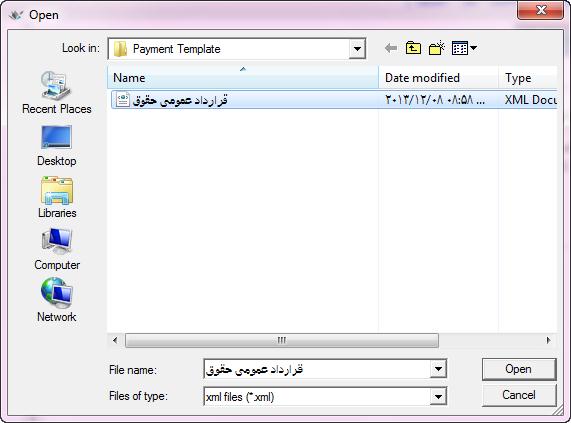 Open
Look in: Payment Template
Name Date modified Type
قرارداد عمومی حقوق ۲۰۱۳/۱۲/۰۸ ۰۸:۵۸ ... XML Docu
Recent Places
Desktop
Libraries
Computer
Network
File name: قرارداد عمومی حقوق Open
Files of type: xml files (*.xml) Cancel